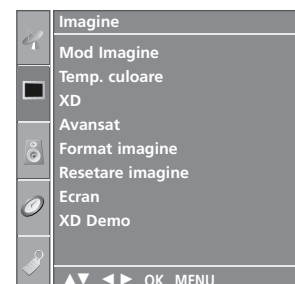 Imagine
Mod Imagine
Temp. culoare
XD
Avansat
Format imagine
Resetare imagine
Ecran
XD Demo
▲▼ ◄► OK MENU